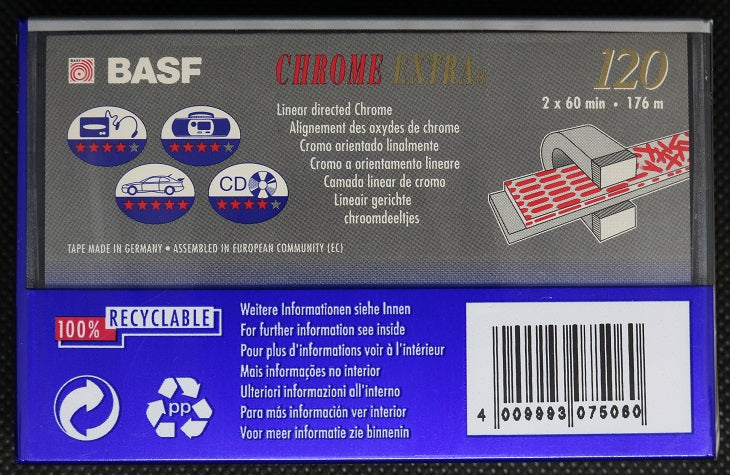 BASF
CHROME EXTRA II
120
2 x 60 min • 176 m
Linear directed Chrome
Alignement des oxydes de chrome
Cromo orientado linalmente
Cromo a orientamento lineare
Camada linear de cromo
Lineair gerichte
chroomdeeltjes
CD
TAPE MADE IN GERMANY • ASSEMBLED IN EUROPEAN COMMUNITY (EC)
100% RECYCLABLE
PP
Weitere Informationen siehe Innen
For further information see inside
Pour plus d'informations voir à l'intérieur
Mais informações no interior
Ulteriori informazioni all'interno
Para más información ver interior
Voor meer informatie zie binnenin
4 009993 075060